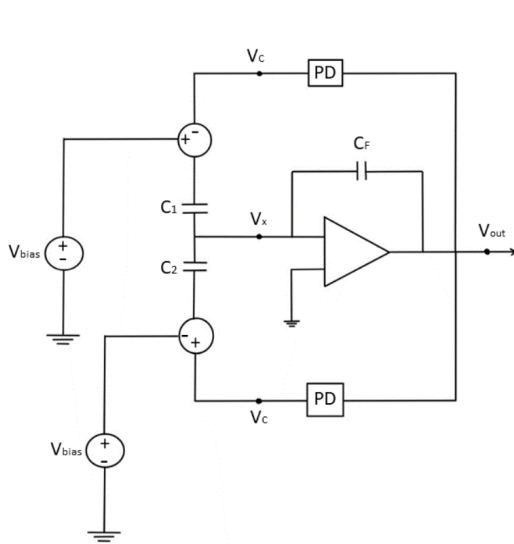 Vc
PD
+ -
CF
C1
Vx
Vout
Vbias
+
-
C2
- +
Vbias
+
-
PD
Vc